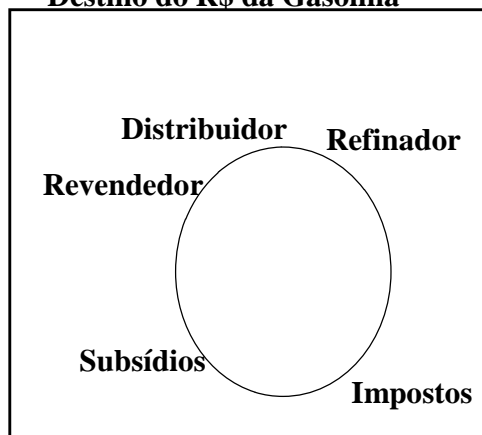 Destino do R$ da Gasolina
Distribuidor
Refinador
Revendedor
Subsídios
Impostos